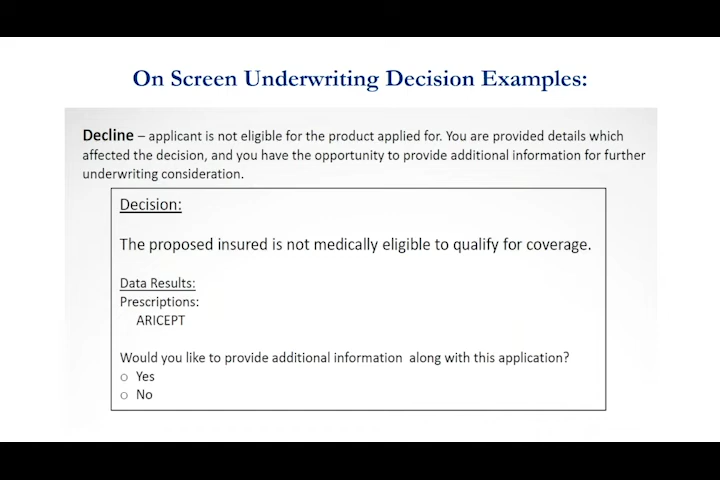 On Screen Underwriting Decision Examples:
Decline – applicant is not eligible for the product applied for. You are provided details which
affected the decision, and you have the opportunity to provide additional information for further
underwriting consideration.
Decision:
The proposed insured is not medically eligible to qualify for coverage.
Data Results:
Prescriptions:
ARICEPT
Would you like to provide additional information along with this application?
o Yes
o No